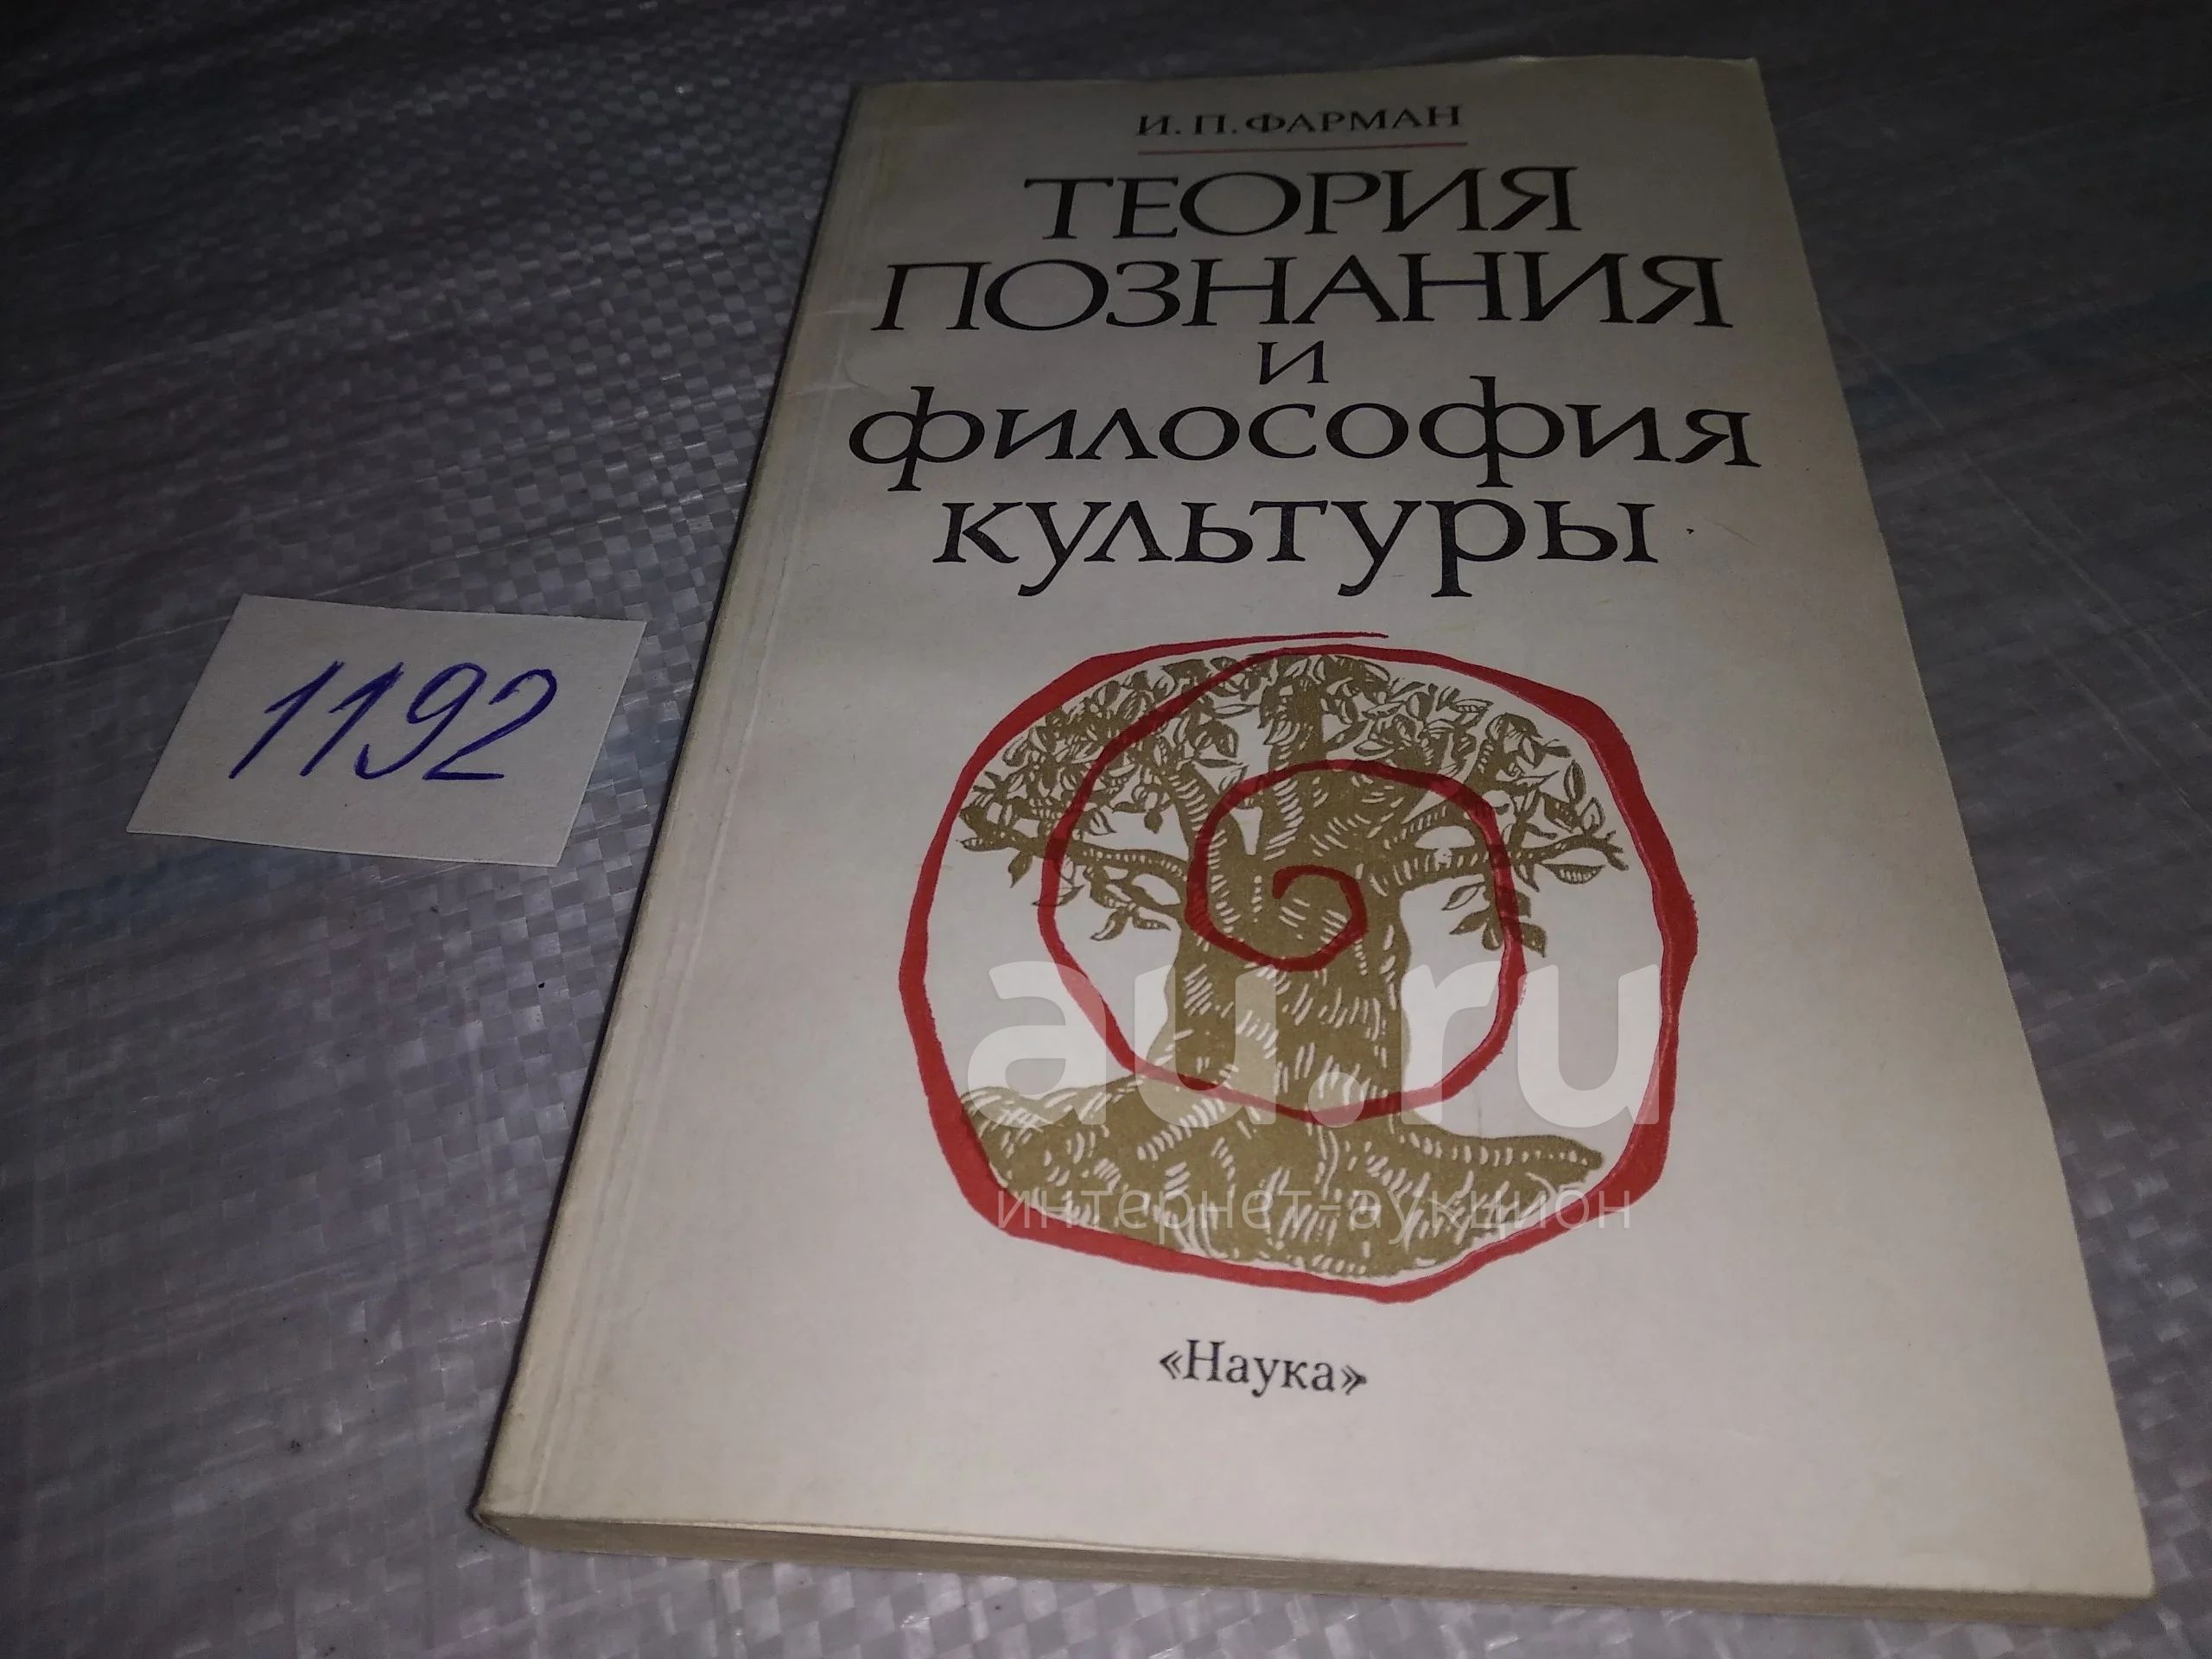 И. П. ФАРМАН
ТЕОРИЯ
ПОЗНАНИЯ
И
философия
культуры
1192
au.ru
интернет-аукцион
«Наука»